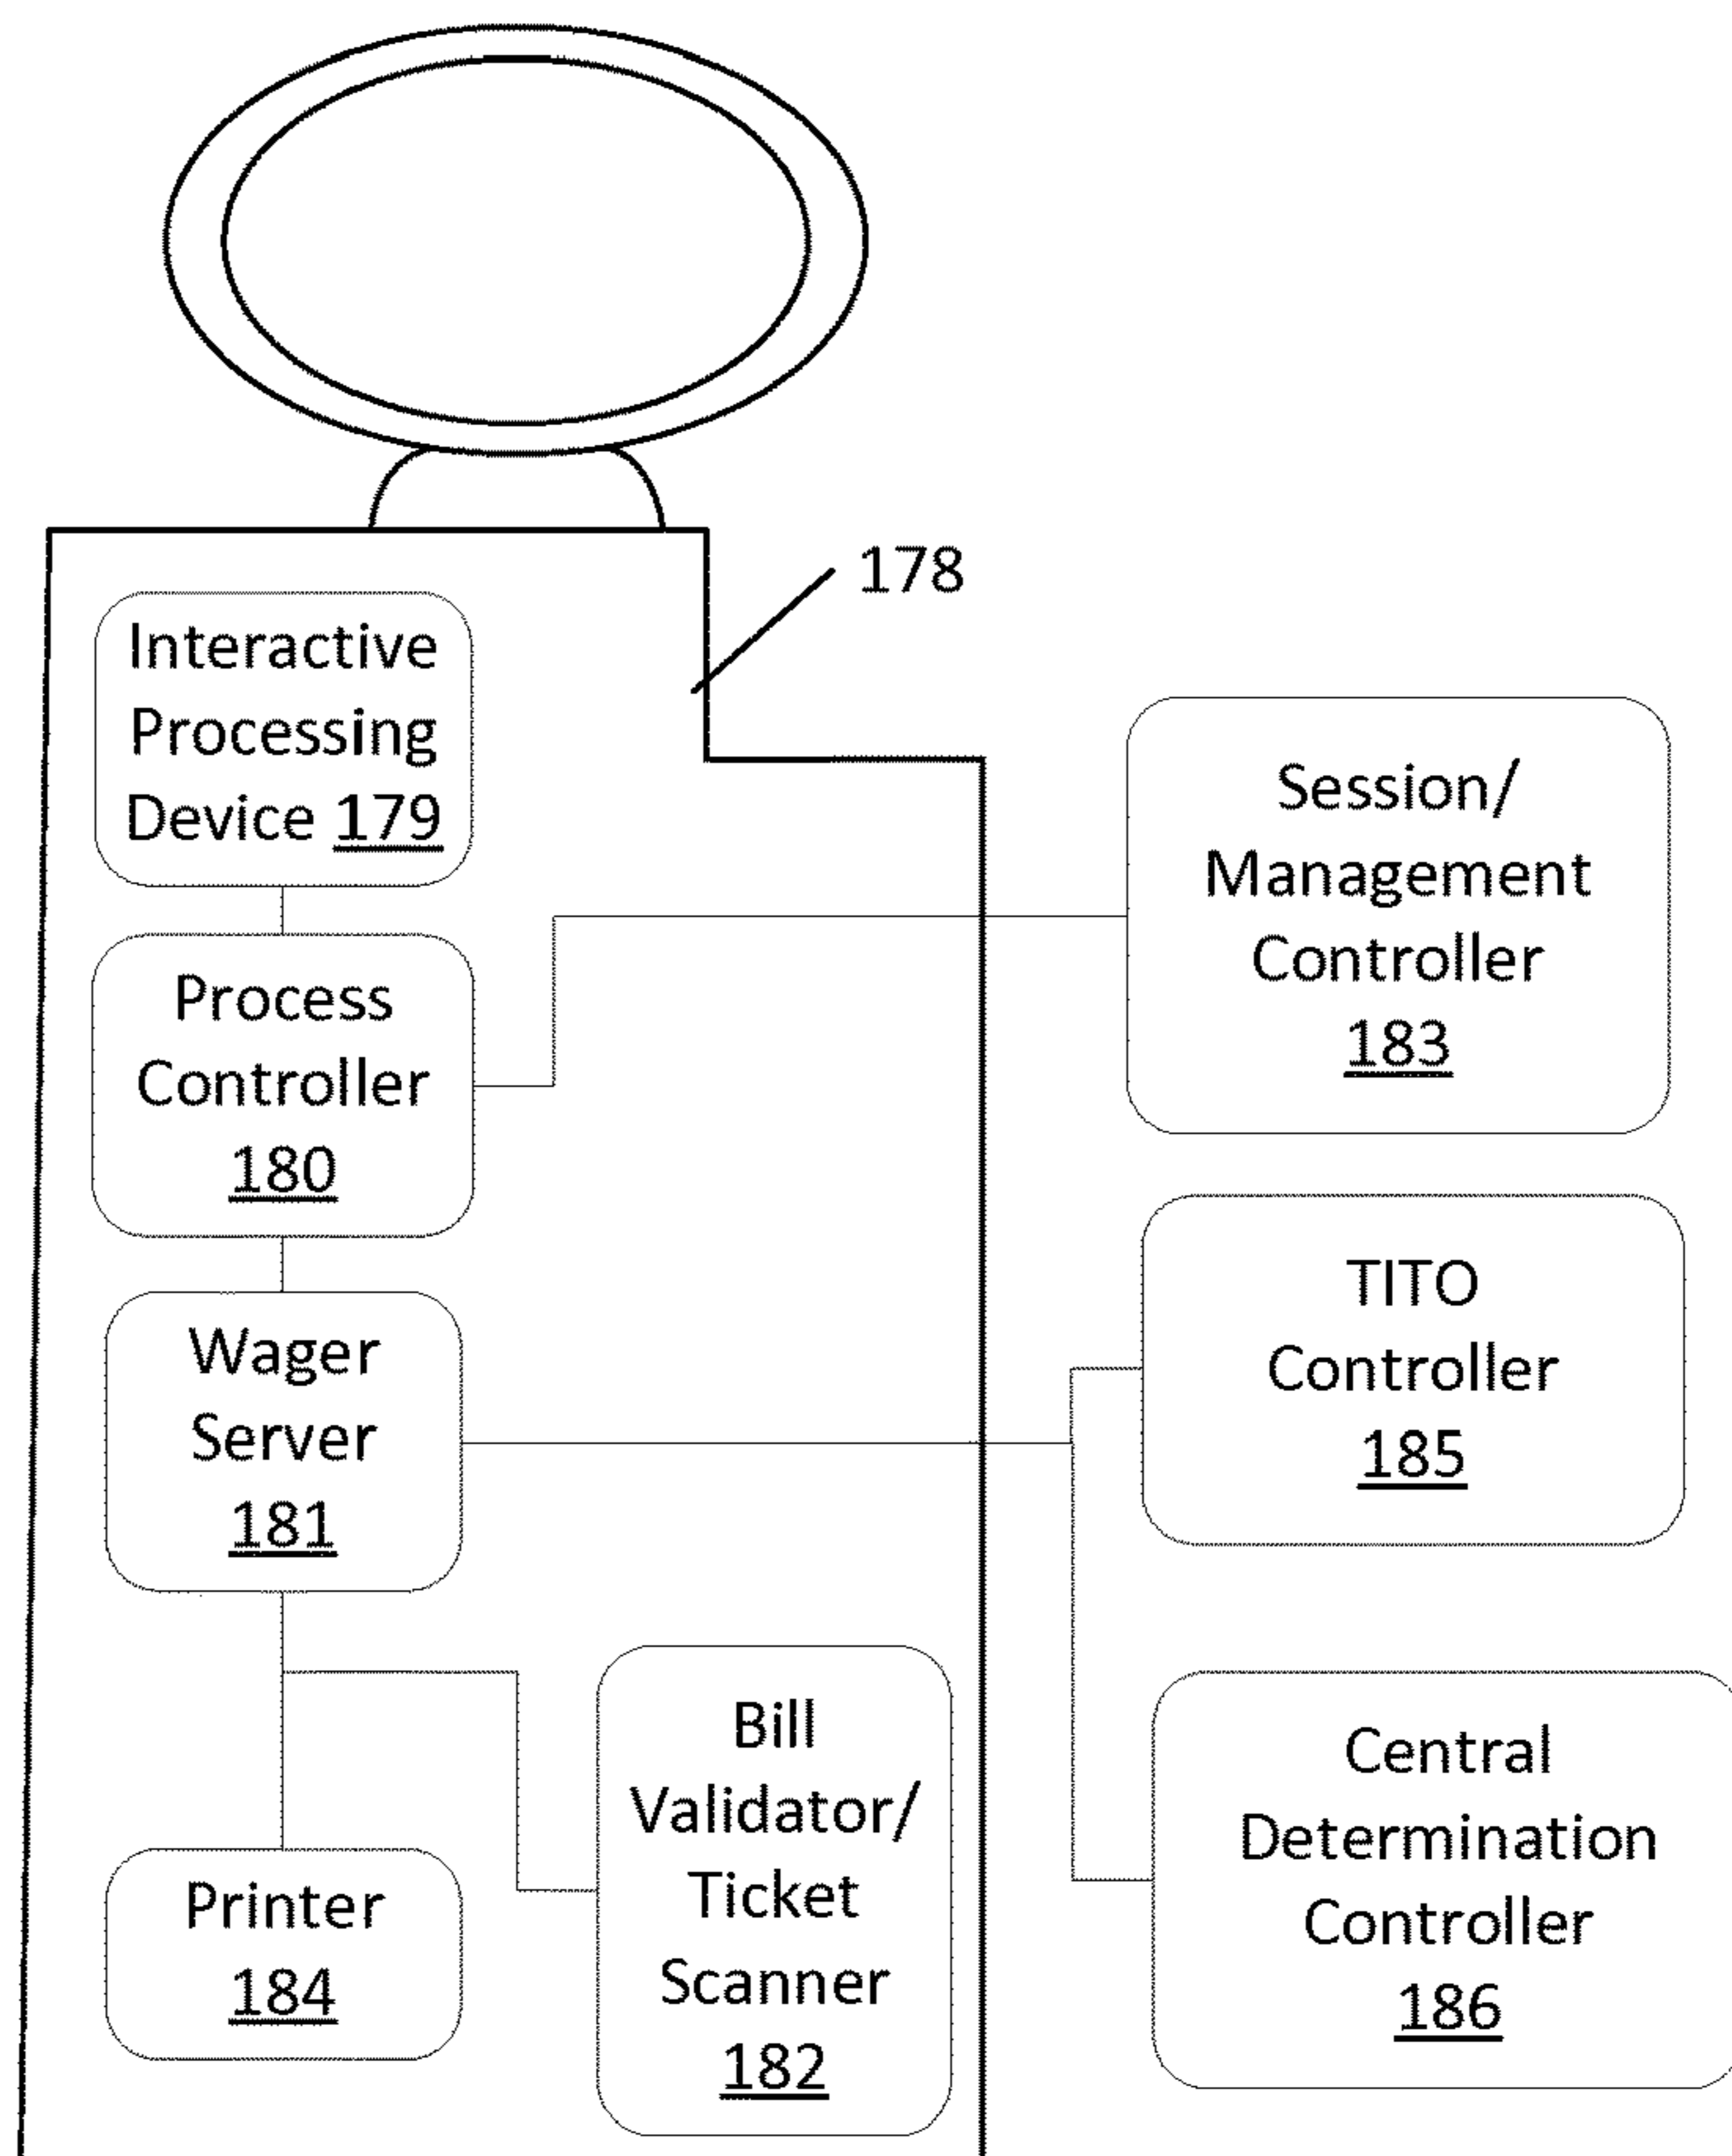 178
Interactive
Processing
Device 179
Process
Controller
180
Wager
Server
181
Printer
184
Bill
Validator/
Ticket
Scanner
182
Session/
Management
Controller
183
TITO
Controller
185
Central
Determination
Controller
186